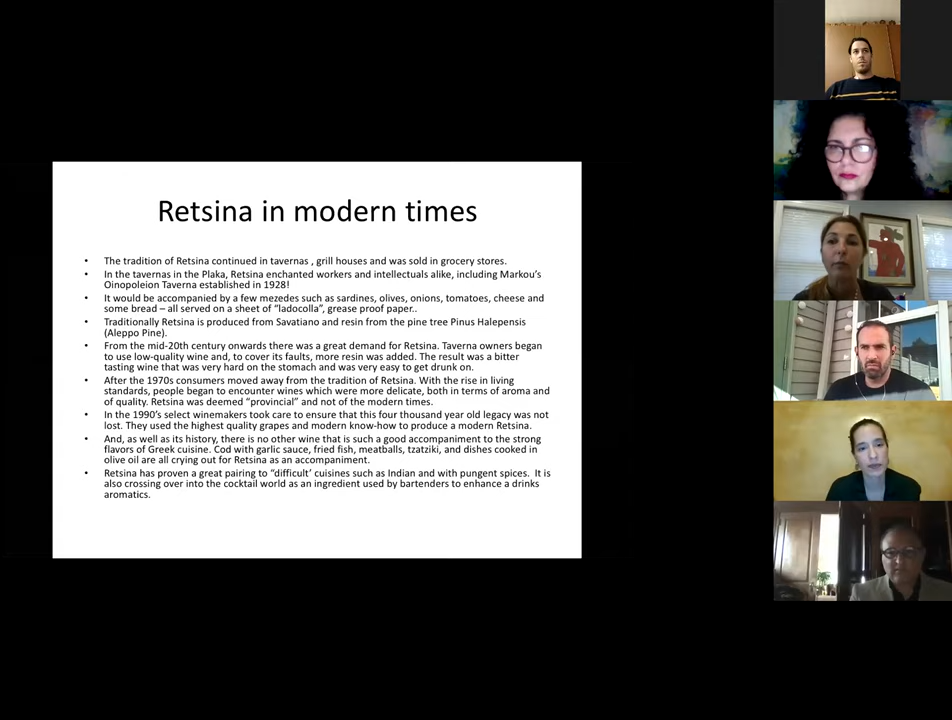 Retsina in modern times
• The tradition of Retsina continued in tavernas , grill houses and was sold in grocery stores.
• In the tavernas in the Plaka, Retsina enchanted workers and intellectuals alike, including Markou's
Oinopoleion Taverna established in 1928!
• It would be accompanied by a few mezedes such as sardines, olives, onions, tomatoes, cheese and
some bread – all served on a sheet of "ladocolla", grease proof paper..
• Traditionally Retsina is produced from Savatiano and resin from the pine tree Pinus Halepensis
(Aleppo Pine).
• From the mid-20th century onwards there was a great demand for Retsina. Taverna owners began
to use low-quality wine and, to cover its faults, more resin was added. The result was a bitter
tasting wine that was very hard on the stomach and was very easy to get drunk on.
• After the 1970s consumers moved away from the tradition of Retsina. With the rise in living
standards, people began to encounter wines which were more delicate, both in terms of aroma and
of quality. Retsina was deemed "provincial" and not of the modern times.
• In the 1990's select winemakers took care to ensure that this four thousand year old legacy was not
lost. They used the highest quality grapes and modern know-how to produce a modern Retsina.
• And, as well as its history, there is no other wine that is such a good accompaniment to the strong
flavors of Greek cuisine. Cod with garlic sauce, fried fish, meatballs, tzatziki, and dishes cooked in
olive oil are all crying out for Retsina as an accompaniment.
• Retsina has proven a great pairing to "difficult' cuisines such as Indian and with pungent spices. It is
also crossing over into the cocktail world as an ingredient used by bartenders to enhance a drinks
aromatics.